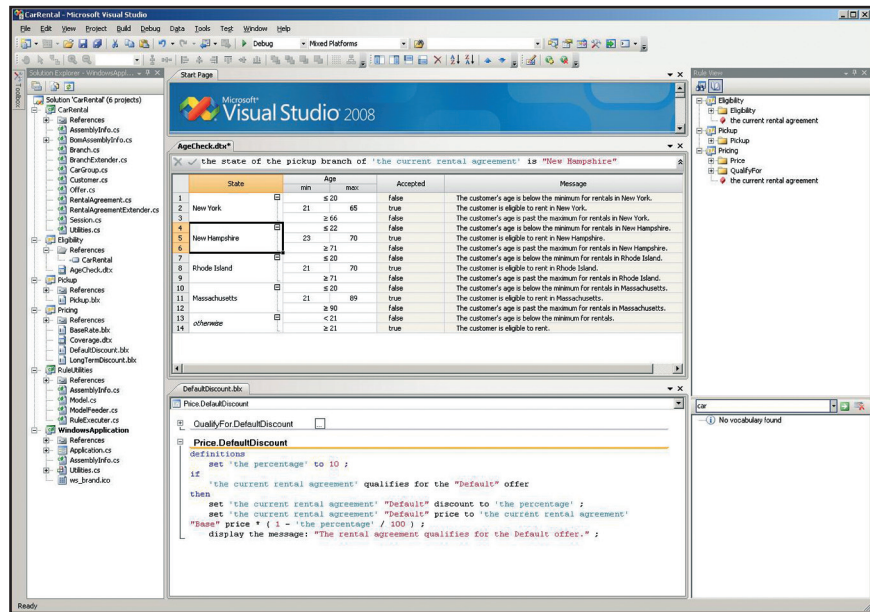 CarRental - Microsoft Visual Studio
File Edit View Project Build Debug Data Tools Test Window Help
Debug Mixed Platforms
Solution Explorer - WindowsAppl...
Toolbox
Solution 'CarRental' (6 projects)
CarRental
References
AssemblyInfo.cs
BomAssemblyInfo.cs
Branch.cs
BranchExtender.cs
CarGroup.cs
Customer.cs
Offer.cs
RentalAgreement.cs
RentalAgreementExtender.cs
Session.cs
Utilities.cs
Eligibility
References
CarRental
AgeCheck.dtx
Pickup
References
Pickup.blx
Pricing
References
BaseRate.blx
Coverage.dtx
DefaultDiscount.blx
LongTermDiscount.blx
RuleUtilities
References
AssemblyInfo.cs
Model.cs
ModelFeeder.cs
RuleExecuter.cs
WindowsApplication
References
Application.cs
AssemblyInfo.cs
Utilities.cs
ws_brand.ico
Start Page
Microsoft®
Visual Studio® 2008
AgeCheck.dtx*
the state of the pickup branch of 'the current rental agreement' is "New Hampshire"
State Age Accepted Message
min max
1 ≤ 20 false The customer's age is below the minimum for rentals in New York.
2 New York 21 65 true The customer is eligible to rent in New York.
3 ≥ 66 false The customer's age is past the maximum for rentals in New York.
4 ≤ 22 false The customer's age is below the minimum for rentals in New Hampshire.
5 New Hampshire 23 70 true The customer is eligible to rent in New Hampshire.
6 ≥ 71 false The customer's age is past the maximum for rentals in New Hampshire.
7 ≤ 20 false The customer's age is below the minimum for rentals in Rhode Island.
8 Rhode Island 21 70 true The customer is eligible to rent in Rhode Island.
9 ≥ 71 false The customer's age is past the maximum for rentals in Rhode Island.
10 ≤ 20 false The customer's age is below the minimum for rentals in Massachusetts.
11 Massachusetts 21 89 true The customer is eligible to rent in Massachusetts.
12 ≥ 90 false The customer's age is past the maximum for rentals in Massachusetts.
13 otherwise < 21 false The customer's age is below the minimum for rentals.
14 ≥ 21 true The customer is eligible to rent.
DefaultDiscount.blx
Price.DefaultDiscount
QualifyFor.DefaultDiscount ...
Price.DefaultDiscount
definitions
set 'the percentage' to 10 ;
if
'the current rental agreement' qualifies for the "Default" offer
then
set 'the current rental agreement' "Default" discount to 'the percentage' ;
set 'the current rental agreement' "Default" price to 'the current rental agreement'
"Base" price * ( 1 - 'the percentage' / 100 ) ;
display the message: "The rental agreement qualifies for the Default offer." ;
Rule View
Eligibility
Eligibility
the current rental agreement
Pickup
Pickup
Pricing
Price
QualifyFor
the current rental agreement
car
No vocabulary found
Ready